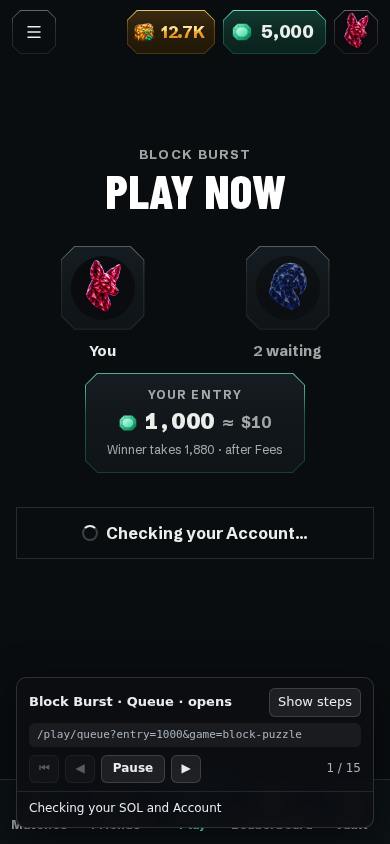 12.7K
5,000
BLOCK BURST
PLAY NOW
You
2 waiting
YOUR ENTRY
1,000 ≈ $10
Winner takes 1,880 · after Fees
Checking your Account...
Block Burst · Queue · opens
Show steps
/play/queue?entry=1000&game=block-puzzle
Pause
1 / 15
Checking your SOL and Account